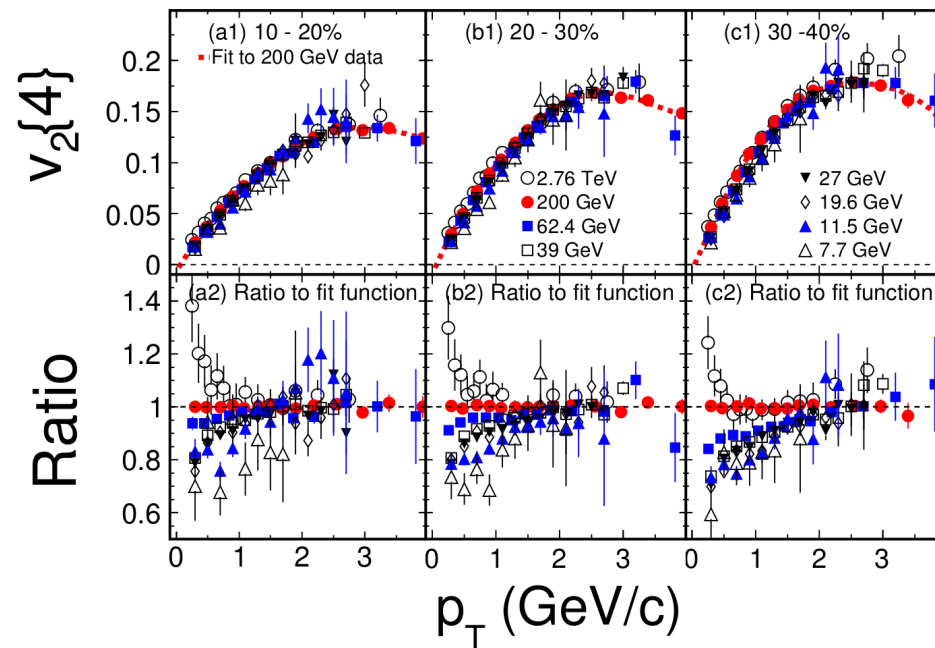 (a1) 10 - 20%
Fit to 200 GeV data
(b1) 20 - 30%
(c1) 30 -40%
v2{4}
0.2
0.15
0.1
0.05
0
2.76 TeV
200 GeV
62.4 GeV
39 GeV
27 GeV
19.6 GeV
11.5 GeV
7.7 GeV
(a2) Ratio to fit function
(b2) Ratio to fit function
(c2) Ratio to fit function
Ratio
1.4
1.2
1
0.8
0.6
0 1 2 3 0 1 2 3 0 1 2 3
pT (GeV/c)